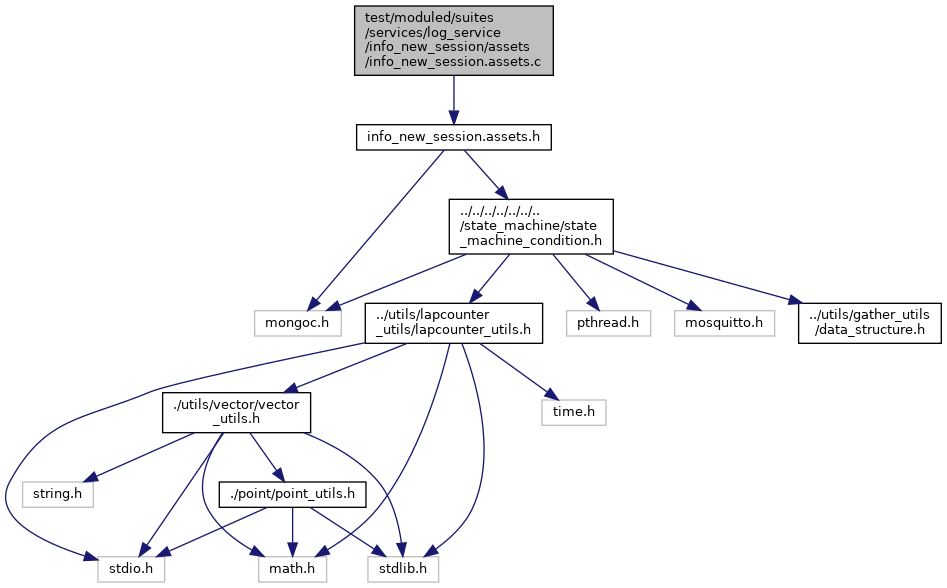 test/moduled/suites
/services/log_service
/info_new_session/assets
/info_new_session.assets.c
info_new_session.assets.h
../../../../../../..
/state_machine/state
_machine_condition.h
mongoc.h
../utils/lapcounter
_utils/lapcounter_utils.h
pthread.h
mosquitto.h
../utils/gather_utils
/data_structure.h
./utils/vector/vector
_utils.h
time.h
string.h
./point/point_utils.h
stdio.h
math.h
stdlib.h